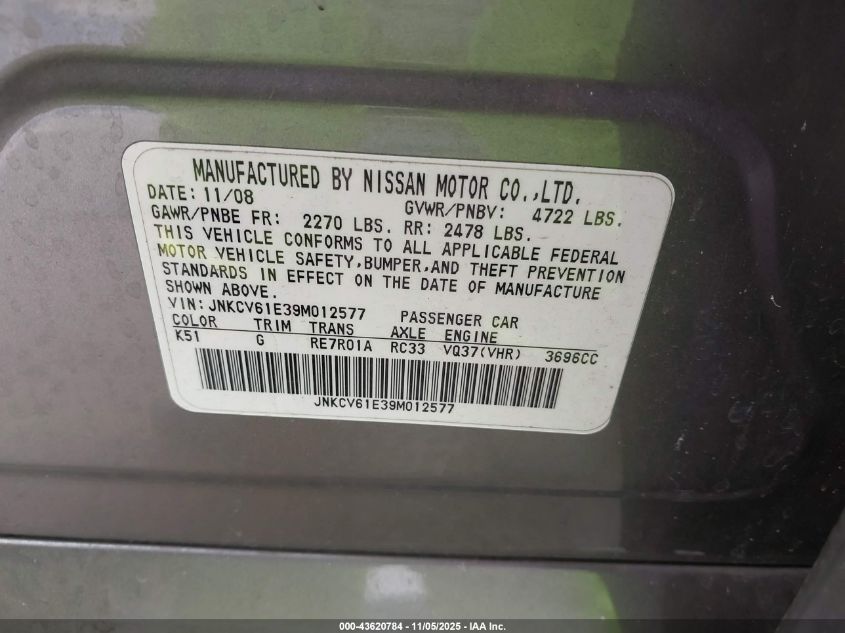 MANUFACTURED BY NISSAN MOTOR CO.,LTD.
DATE: 11/08 GVWR/PNBV: 4722 LBS.
GAWR/PNBE FR: 2270 LBS. RR: 2478 LBS.
THIS VEHICLE CONFORMS TO ALL APPLICABLE FEDERAL
MOTOR VEHICLE SAFETY,BUMPER,AND THEFT PREVENTION
STANDARDS IN EFFECT ON THE DATE OF MANUFACTURE
SHOWN ABOVE.
VIN: JNKCV61E39M012577 PASSENGER CAR
COLOR TRIM TRANS AXLE ENGINE
K51 G RE7R01A RC33 VQ37(VHR) 3696CC
JNKCV61E39M012577
000-43620784 - 11/05/2025 - IAA Inc.